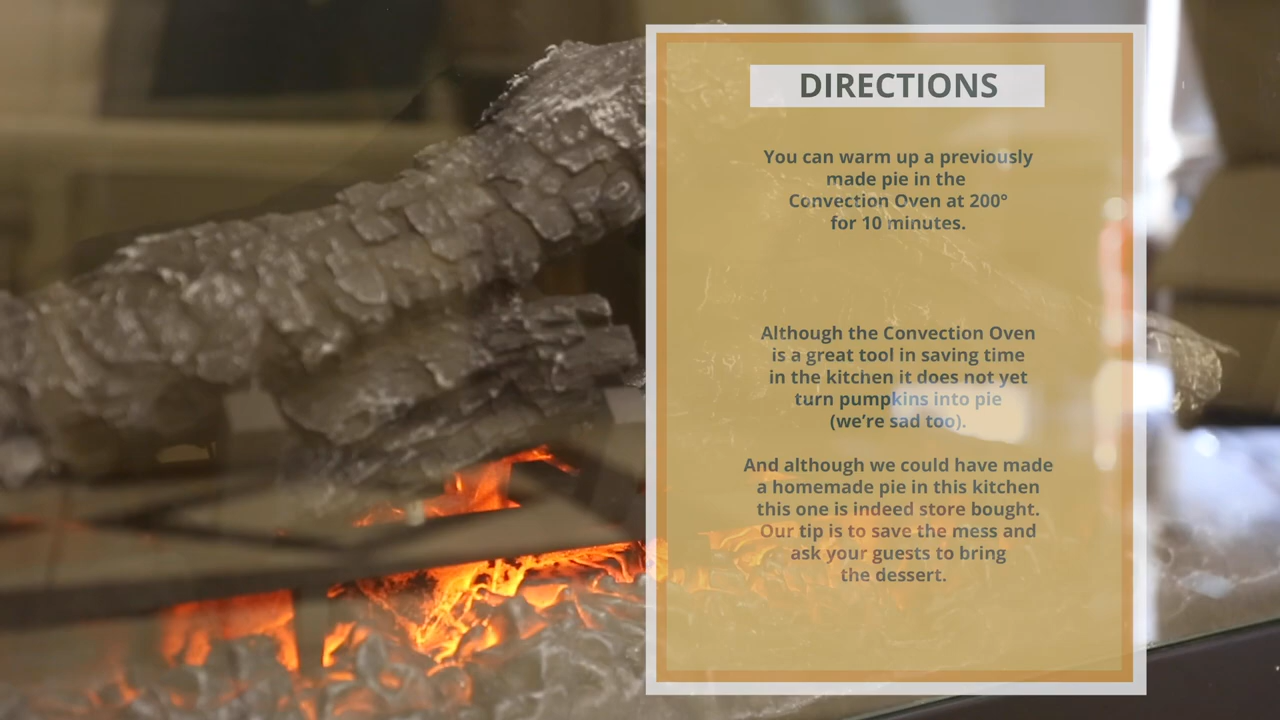 DIRECTIONS
You can warm up a previously
made pie in the
Convection Oven at 200°
for 10 minutes.
Although the Convection Oven
is a great tool in saving time
in the kitchen it does not yet
turn pumpkins into pie
(we’re sad too).
And although we could have made
a homemade pie in this kitchen
this one is indeed store bought.
Our tip is to save the mess and
ask your guests to bring
the dessert.